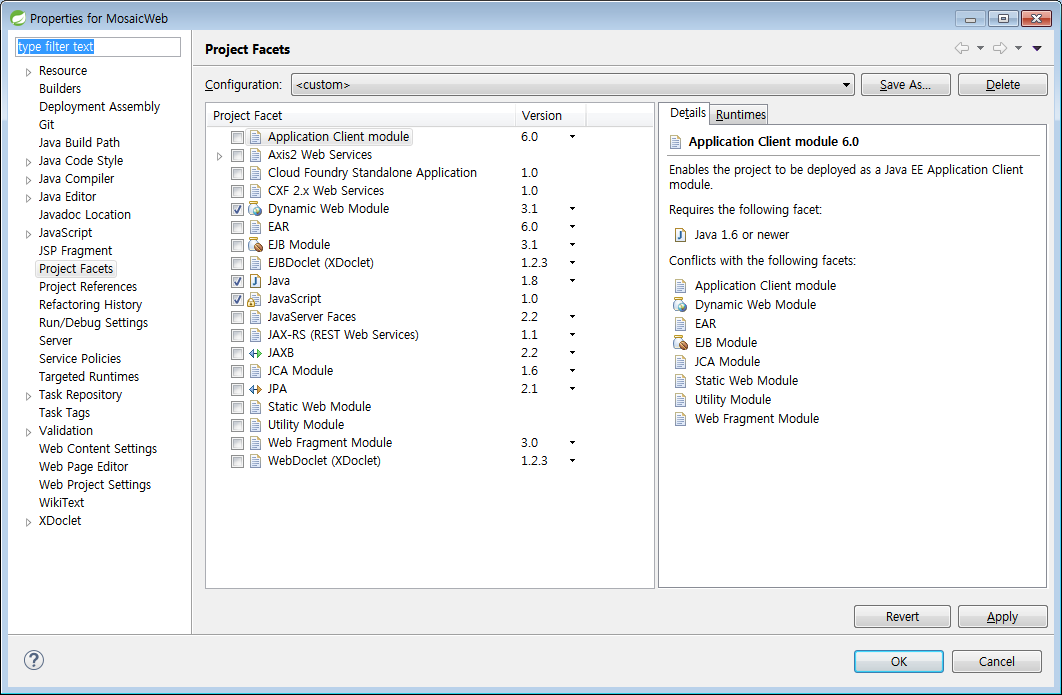 Properties for MosaicWeb
type filter text
Resource
Builders
Deployment Assembly
Git
Java Build Path
Java Code Style
Java Compiler
Java Editor
Javadoc Location
JavaScript
JSP Fragment
Project Facets
Project References
Refactoring History
Run/Debug Settings
Server
Service Policies
Targeted Runtimes
Task Repository
Task Tags
Validation
Web Content Settings
Web Page Editor
Web Project Settings
WikiText
XDoclet
Project Facets
Configuration: <custom> Save As... Delete
Project Facet Version
Application Client module 6.0
Axis2 Web Services
Cloud Foundry Standalone Application 1.0
CXF 2.x Web Services 1.0
Dynamic Web Module 3.1
EAR 6.0
EJB Module 3.1
EJBDoclet (XDoclet) 1.2.3
Java 1.8
JavaScript 1.0
JavaServer Faces 2.2
JAX-RS (REST Web Services) 1.1
JAXB 2.2
JCA Module 1.6
JPA 2.1
Static Web Module
Utility Module
Web Fragment Module 3.0
WebDoclet (XDoclet) 1.2.3
Details Runtimes
Application Client module 6.0
Enables the project to be deployed as a Java EE Application Client
module.
Requires the following facet:
Java 1.6 or newer
Conflicts with the following facets:
Application Client module
Dynamic Web Module
EAR
EJB Module
JCA Module
Static Web Module
Utility Module
Web Fragment Module
Revert Apply
? OK Cancel